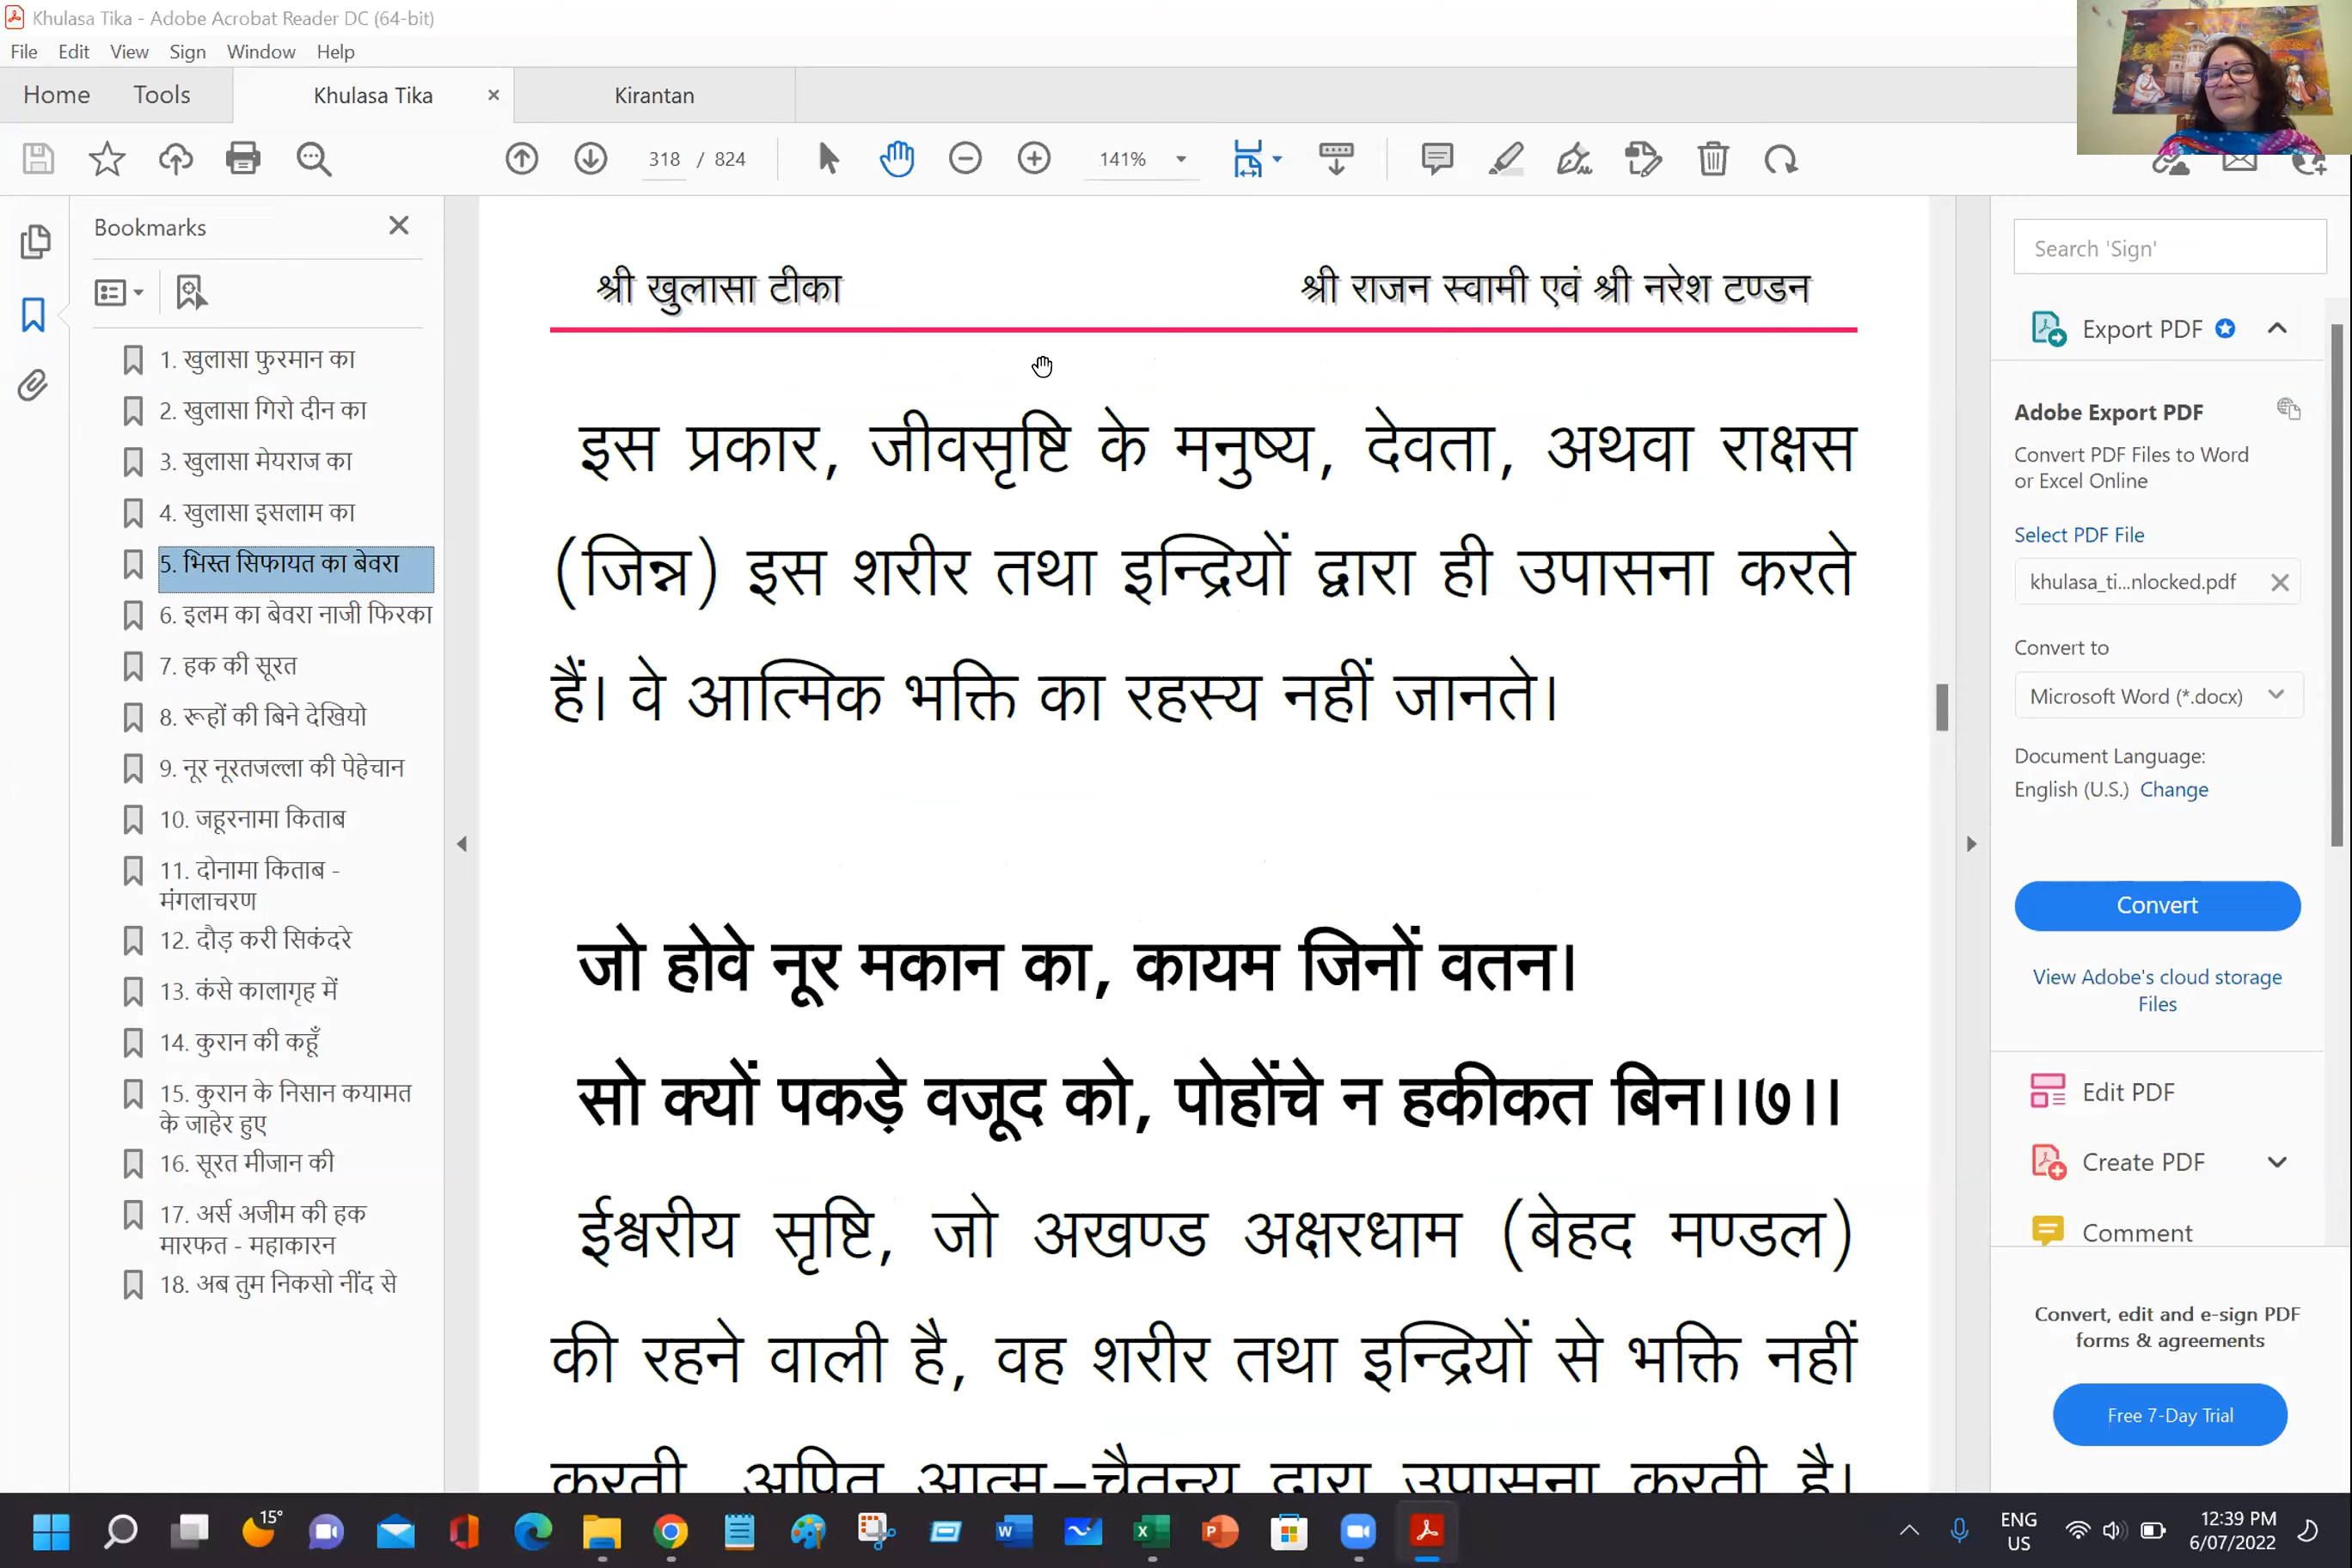 Khulasa Tika - Adobe Acrobat Reader DC (64-bit)
File Edit View Sign Window Help
Home Tools Khulasa Tika Kirantan
318 / 824 141%
Bookmarks
1. खुलासा फुरमान का
2. खुलासा गिरो दीन का
3. खुलासा मेयराज का
4. खुलासा इसलाम का
5. भिस्त सिफायत का बेवरा
6. इलम का बेवरा नाजी फिरका
7. हक की सूरत
8. रूहों की बिने देखियो
9. नूर नूरतजल्ला की पेहेचान
10. जहूरनामा किताब
11. दोनामा किताब -
मंगलाचरण
12. दौड़ करी सिकंदरे
13. कंसे कालागृह में
14. कुरान की कहूँ
15. कुरान के निसान कयामत
के जाहेर हुए
16. सूरत मीजान की
17. अर्स अजीम की हक
मारफत - महाकारन
18. अब तुम निकसो नींद से
श्री खुलासा टीका श्री राजन स्वामी एवं श्री नरेश टण्डन
इस प्रकार, जीवसृष्टि के मनुष्य, देवता, अथवा राक्षस
(जिन्न) इस शरीर तथा इन्द्रियों द्वारा ही उपासना करते
हैं। वे आत्मिक भक्ति का रहस्य नहीं जानते।
जो होवे नूर मकान का, कायम जिनों वतन।
सो क्यों पकड़े वजूद को, पोहोंचे न हकीकत बिन।।७।।
ईश्वरीय सृष्टि, जो अखण्ड अक्षरधाम (बेहद मण्डल)
की रहने वाली है, वह शरीर तथा इन्द्रियों से भक्ति नहीं
करती, अपितु आत्म-चैतन्य द्वारा उपासना करती है।
Search 'Sign'
Export PDF
Adobe Export PDF
Convert PDF Files to Word
or Excel Online
Select PDF File
khulasa_ti...nlocked.pdf
Convert to
Microsoft Word (*.docx)
Document Language:
English (U.S.) Change
Convert
View Adobe's cloud storage
Files
Edit PDF
Create PDF
Comment
Convert, edit and e-sign PDF
forms & agreements
Free 7-Day Trial
15°
ENG
US
12:39 PM
6/07/2022